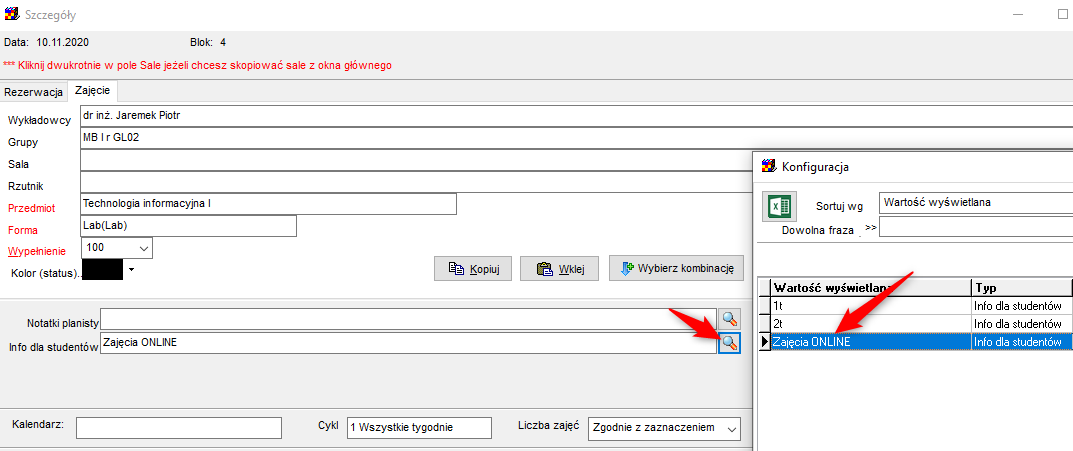 Szczegóły
Data: 10.11.2020 Blok: 4
*** Kliknij dwukrotnie w pole Sale jeżeli chcesz skopiować sale z okna głównego
Rezerwacja Zajęcie
Wykładowcy dr inż. Jaremek Piotr
Grupy MB I r GL02
Sala
Rzutnik
Przedmiot Technologia informacyjna I
Forma Lab(Lab)
Wypełnienie 100
Kolor (status).
Kopiuj Wklej Wybierz kombinację
Notatki planisty
Info dla studentów Zajęcia ONLINE
Kalendarz: Cykl 1 Wszystkie tygodnie Liczba zajęć Zgodnie z zaznaczeniem
Konfiguracja
Sortuj wg Wartość wyświetlana
Dowolna fraza . >>
Wartość wyświetlana Typ
1t Info dla studentów
2t Info dla studentów
Zajęcia ONLINE Info dla studentów